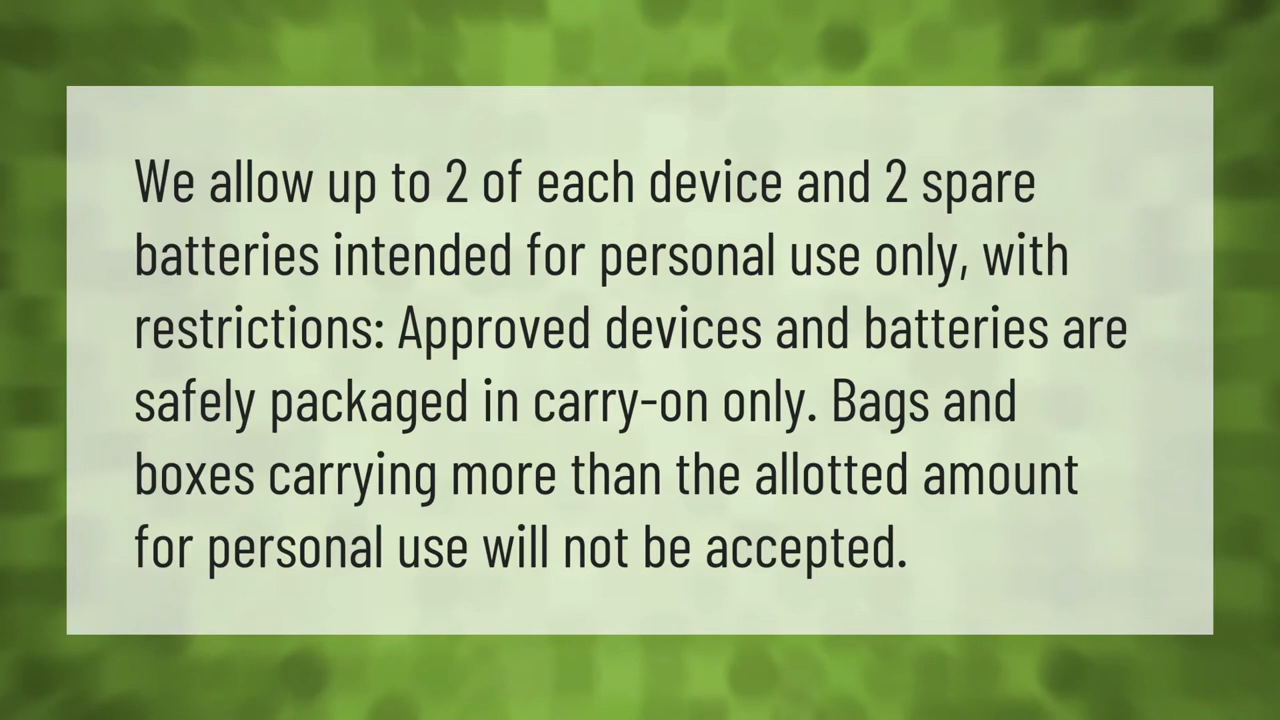 We allow up to 2 of each device and 2 spare
batteries intended for personal use only, with
restrictions: Approved devices and batteries are
safely packaged in carry-on only. Bags and
boxes carrying more than the allotted amount
for personal use will not be accepted.